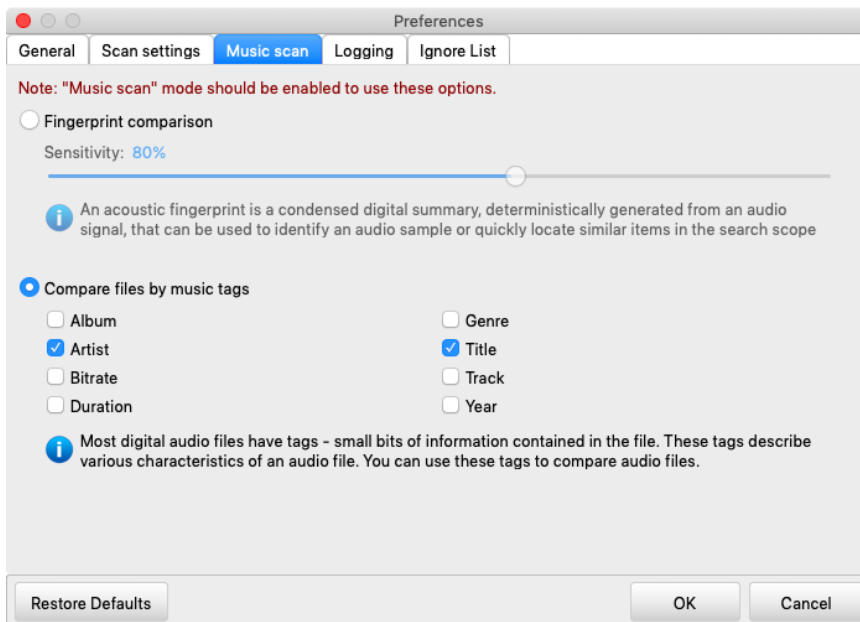 Preferences
General Scan settings Music scan Logging Ignore List
Note: "Music scan" mode should be enabled to use these options.
Fingerprint comparison
Sensitivity: 80%
An acoustic fingerprint is a condensed digital summary, deterministically generated from an audio
signal, that can be used to identify an audio sample or quickly locate similar items in the search scope
Compare files by music tags
Album Genre
Artist Title
Bitrate Track
Duration Year
Most digital audio files have tags - small bits of information contained in the file. These tags describe
various characteristics of an audio file. You can use these tags to compare audio files.
Restore Defaults OK Cancel